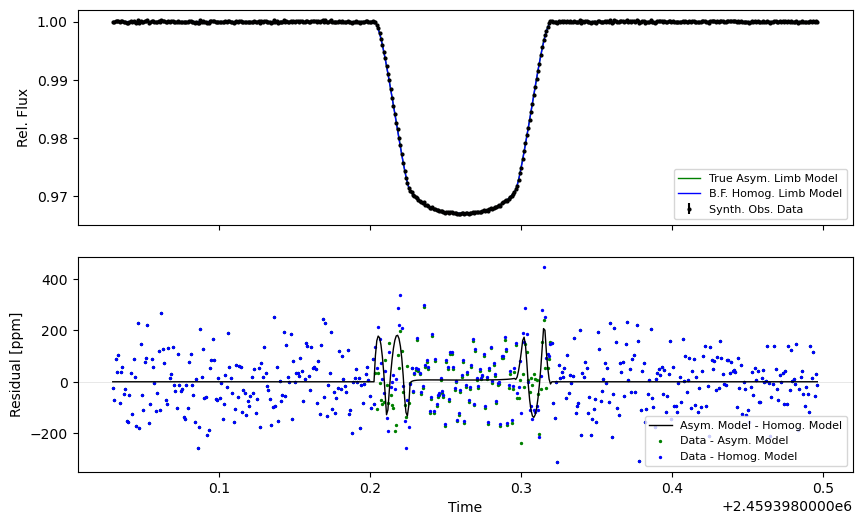 1.00
0.99
0.98
0.97
Rel. Flux
True Asym. Limb Model
B.F. Homog. Limb Model
Synth. Obs. Data
400
200
0
−200
Residual [ppm]
Asym. Model - Homog. Model
Data - Asym. Model
Data - Homog. Model
0.1
0.2
0.3
0.4
0.5
Time
+2.4593980000e6